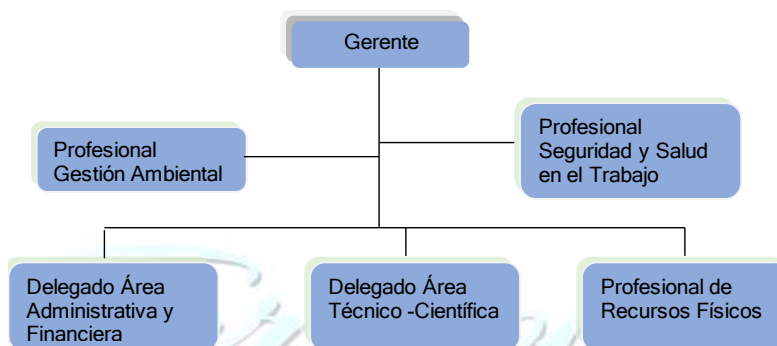 Gerente
Profesional
Gestión Ambiental
Profesional
Seguridad y Salud
en el Trabajo
Delegado Área
Administrativa y
Financiera
Delegado Área
Técnico -Científica
Profesional de
Recursos Físicos